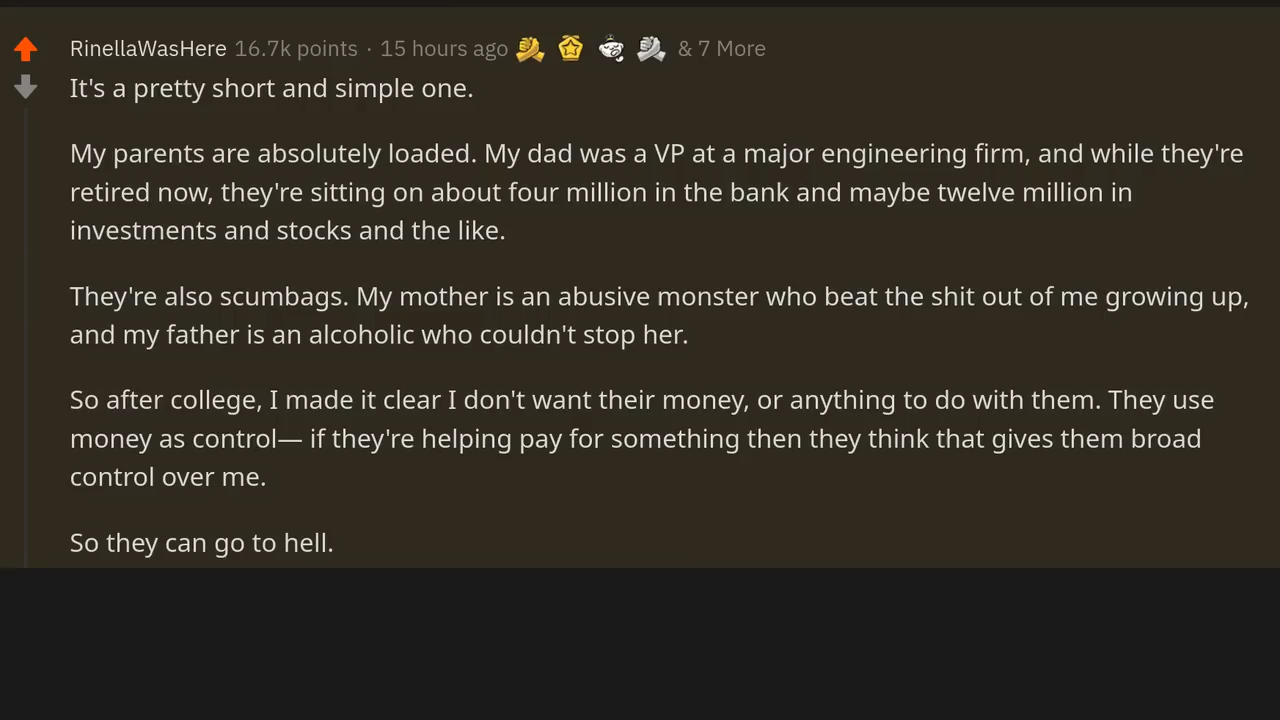 RinellaWasHere 16.7k points · 15 hours ago & 7 More
It's a pretty short and simple one.
My parents are absolutely loaded. My dad was a VP at a major engineering firm, and while they're
retired now, they're sitting on about four million in the bank and maybe twelve million in
investments and stocks and the like.
They're also scumbags. My mother is an abusive monster who beat the shit out of me growing up,
and my father is an alcoholic who couldn't stop her.
So after college, I made it clear I don't want their money, or anything to do with them. They use
money as control— if they're helping pay for something then they think that gives them broad
control over me.
So they can go to hell.